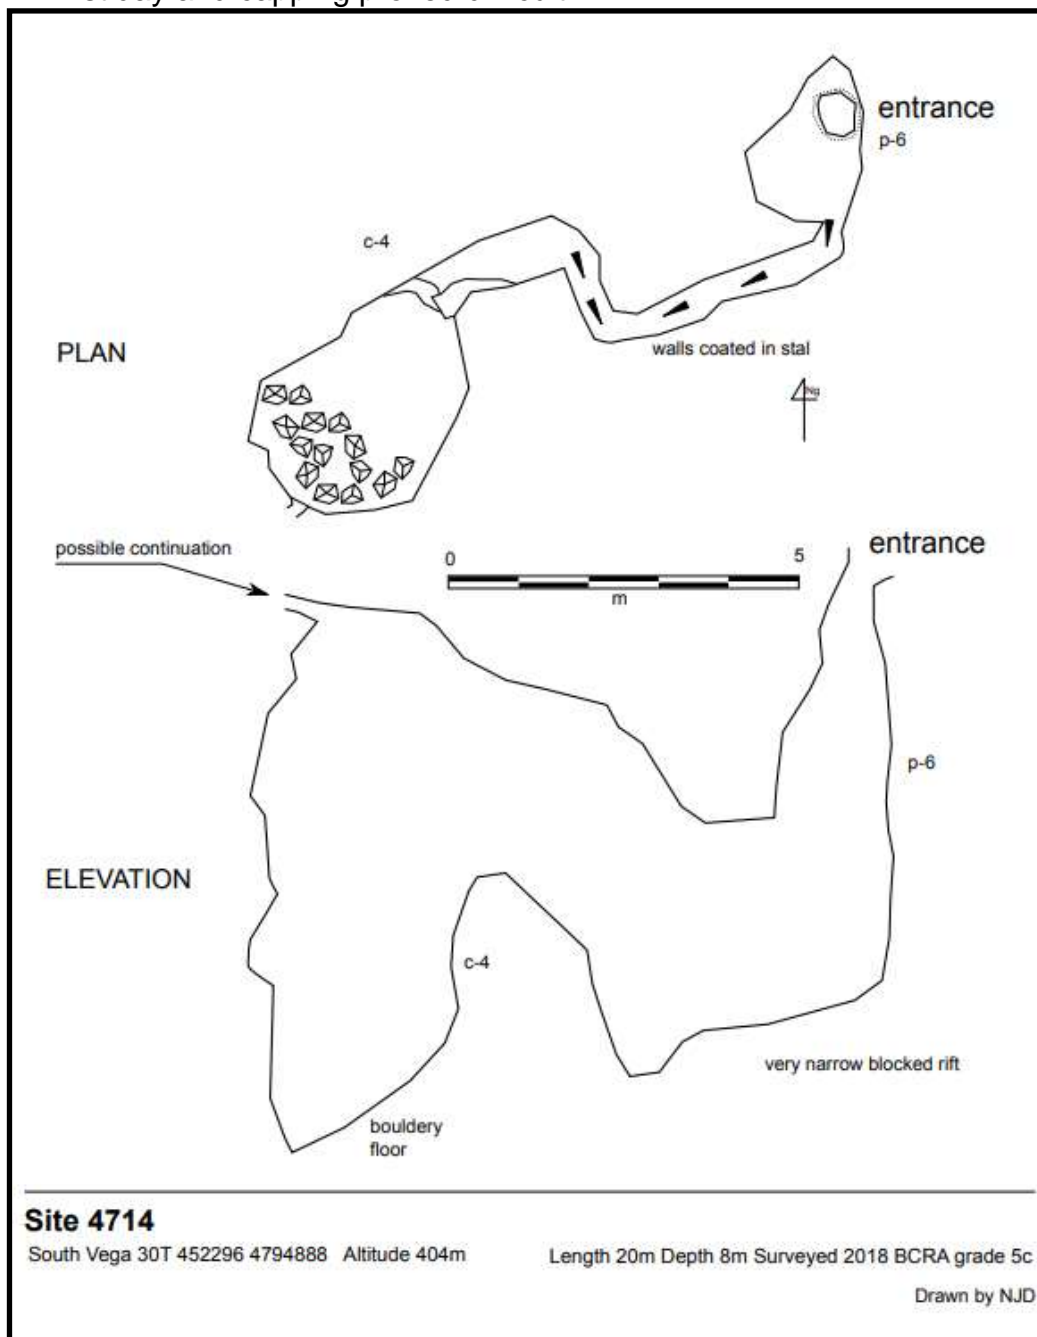 entrance
p-6
c-4
PLAN
walls coated in stal
Ng
possible continuation
0
5
entrance
m
p-6
ELEVATION
c-4
very narrow blocked rift
bouldery
floor
Site 4714
South Vega 30T 452296 4794888 Altitude 404m
Length 20m Depth 8m Surveyed 2018 BCRA grade 5c
Drawn by NJD